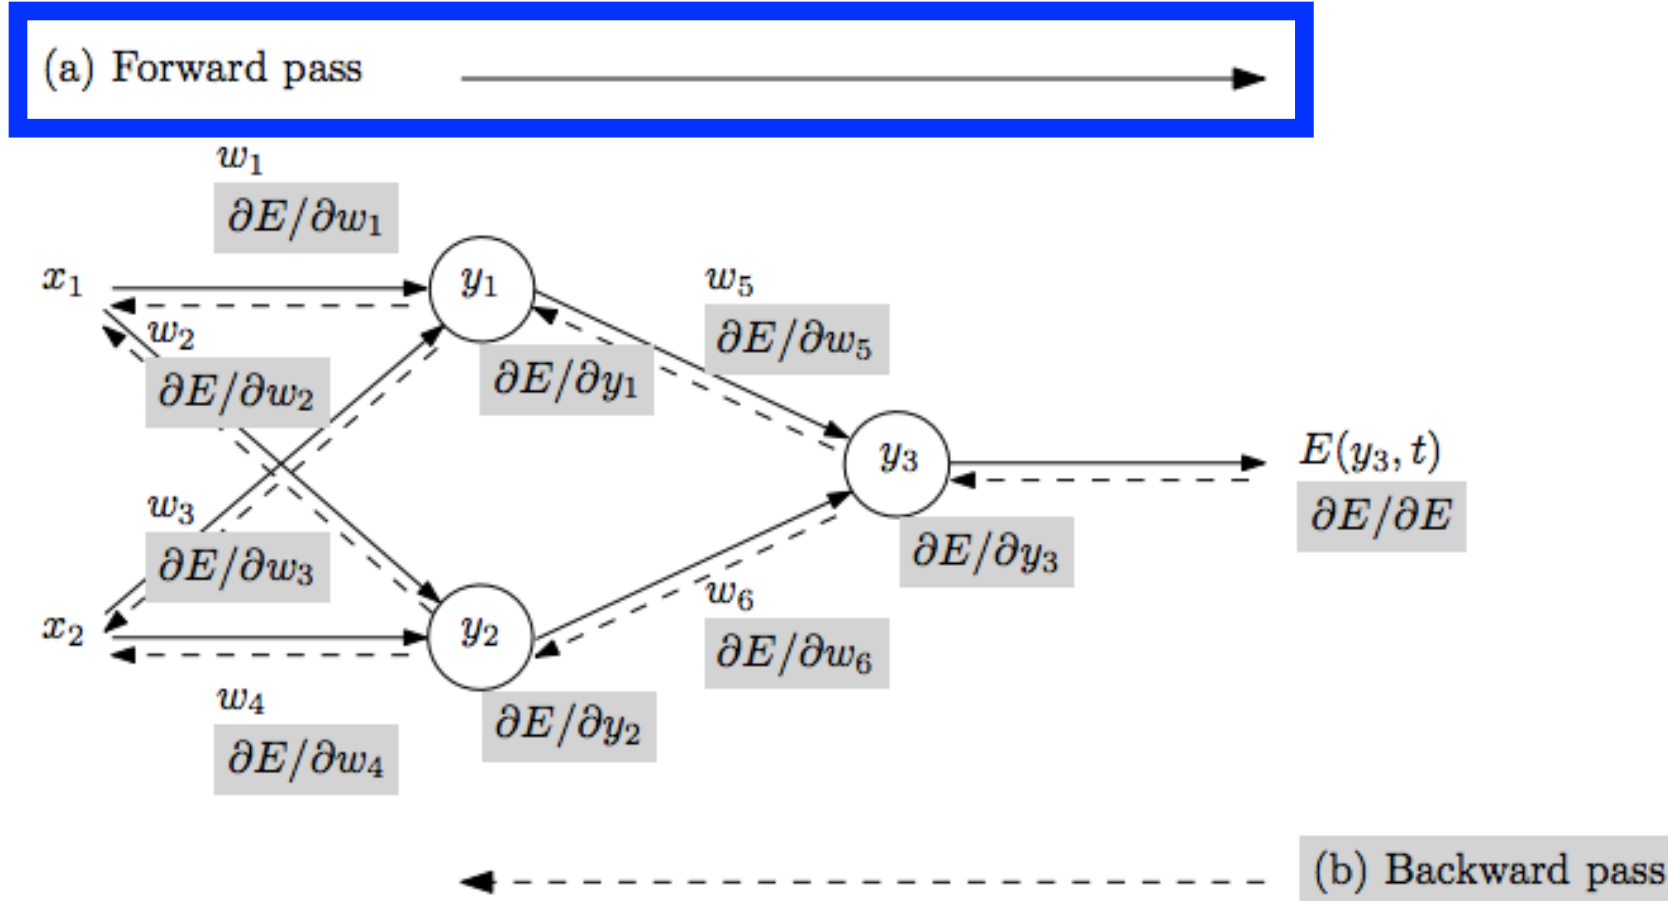 (a) Forward pass
w₁
∂E/∂w₁
x₁
y₁
w₅
∂E/∂w₅
w₂
∂E/∂w₂
∂E/∂y₁
y₃
E(y₃, t)
∂E/∂E
w₃
∂E/∂w₃
∂E/∂y₃
x₂
y₂
w₆
∂E/∂w₆
w₄
∂E/∂w₄
∂E/∂y₂
(b) Backward pass